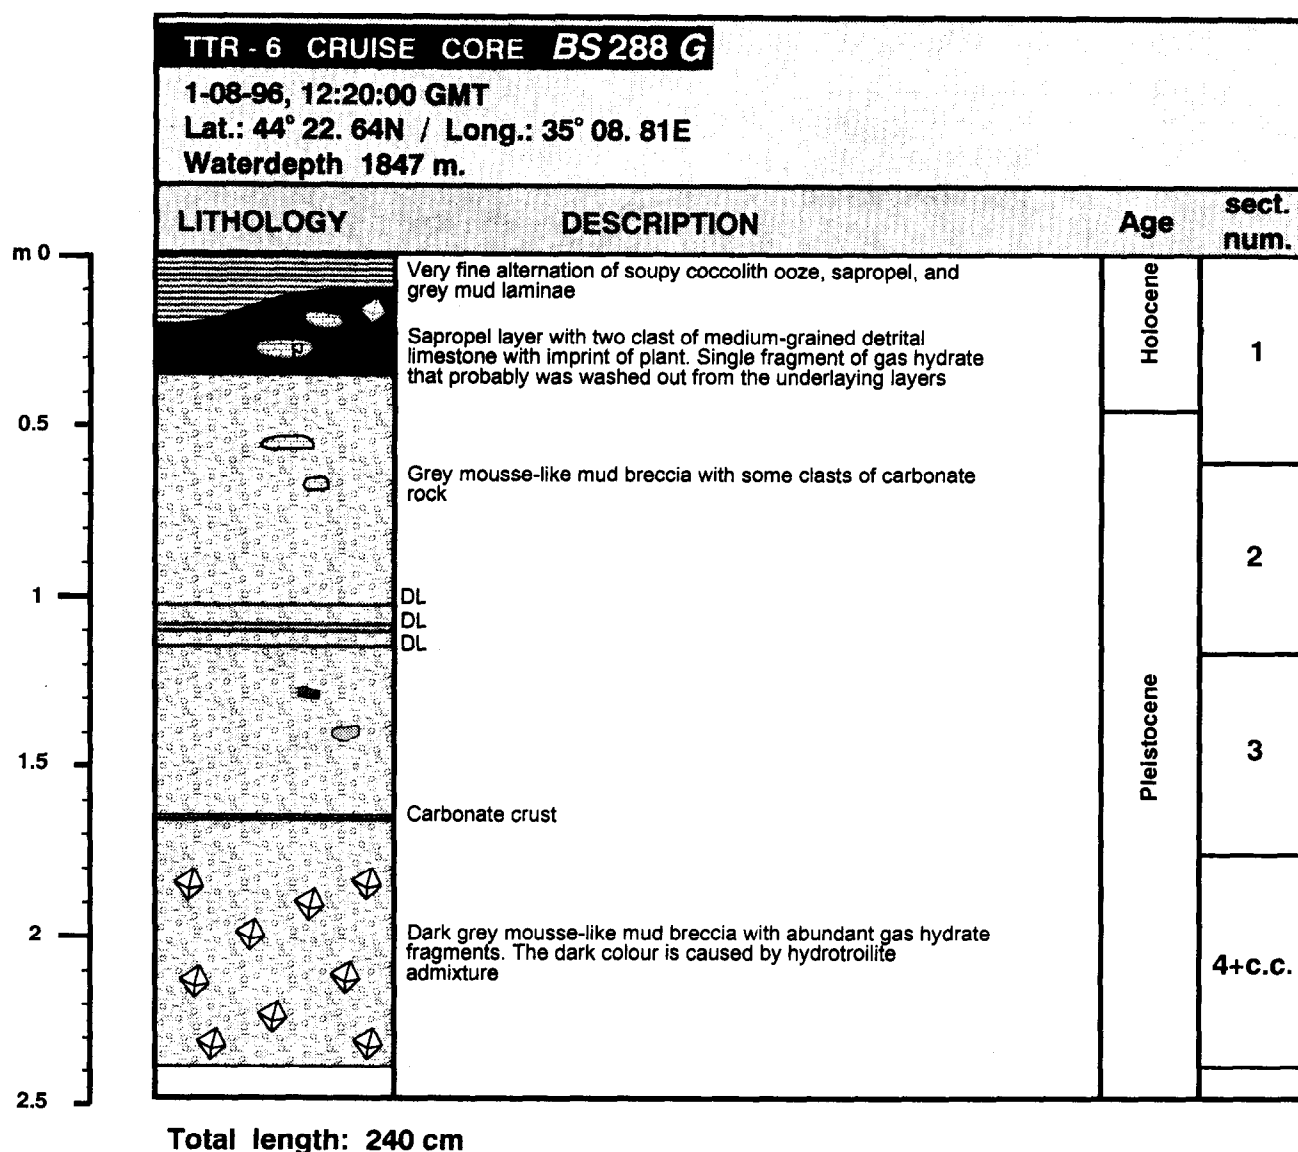 TTR - 6 CRUISE CORE BS 288 G
1-08-96, 12:20:00 GMT
Lat.: 44° 22. 64N / Long.: 35° 08. 81E
Waterdepth 1847 m.
LITHOLOGY DESCRIPTION Age sect. num.
m 0
Very fine alternation of soupy coccolith ooze, sapropel, and
grey mud laminae
Sapropel layer with two clast of medium-grained detrital
limestone with imprint of plant. Single fragment of gas hydrate
that probably was washed out from the underlaying layers
p
Holocene
1
0.5
Grey mousse-like mud breccia with some clasts of carbonate
rock
2
1
DL
DL
DL
Pleistocene
3
1.5
Carbonate crust
2
Dark grey mousse-like mud breccia with abundant gas hydrate
fragments. The dark colour is caused by hydrotroilite
admixture
4+c.c.
2.5
Total length: 240 cm